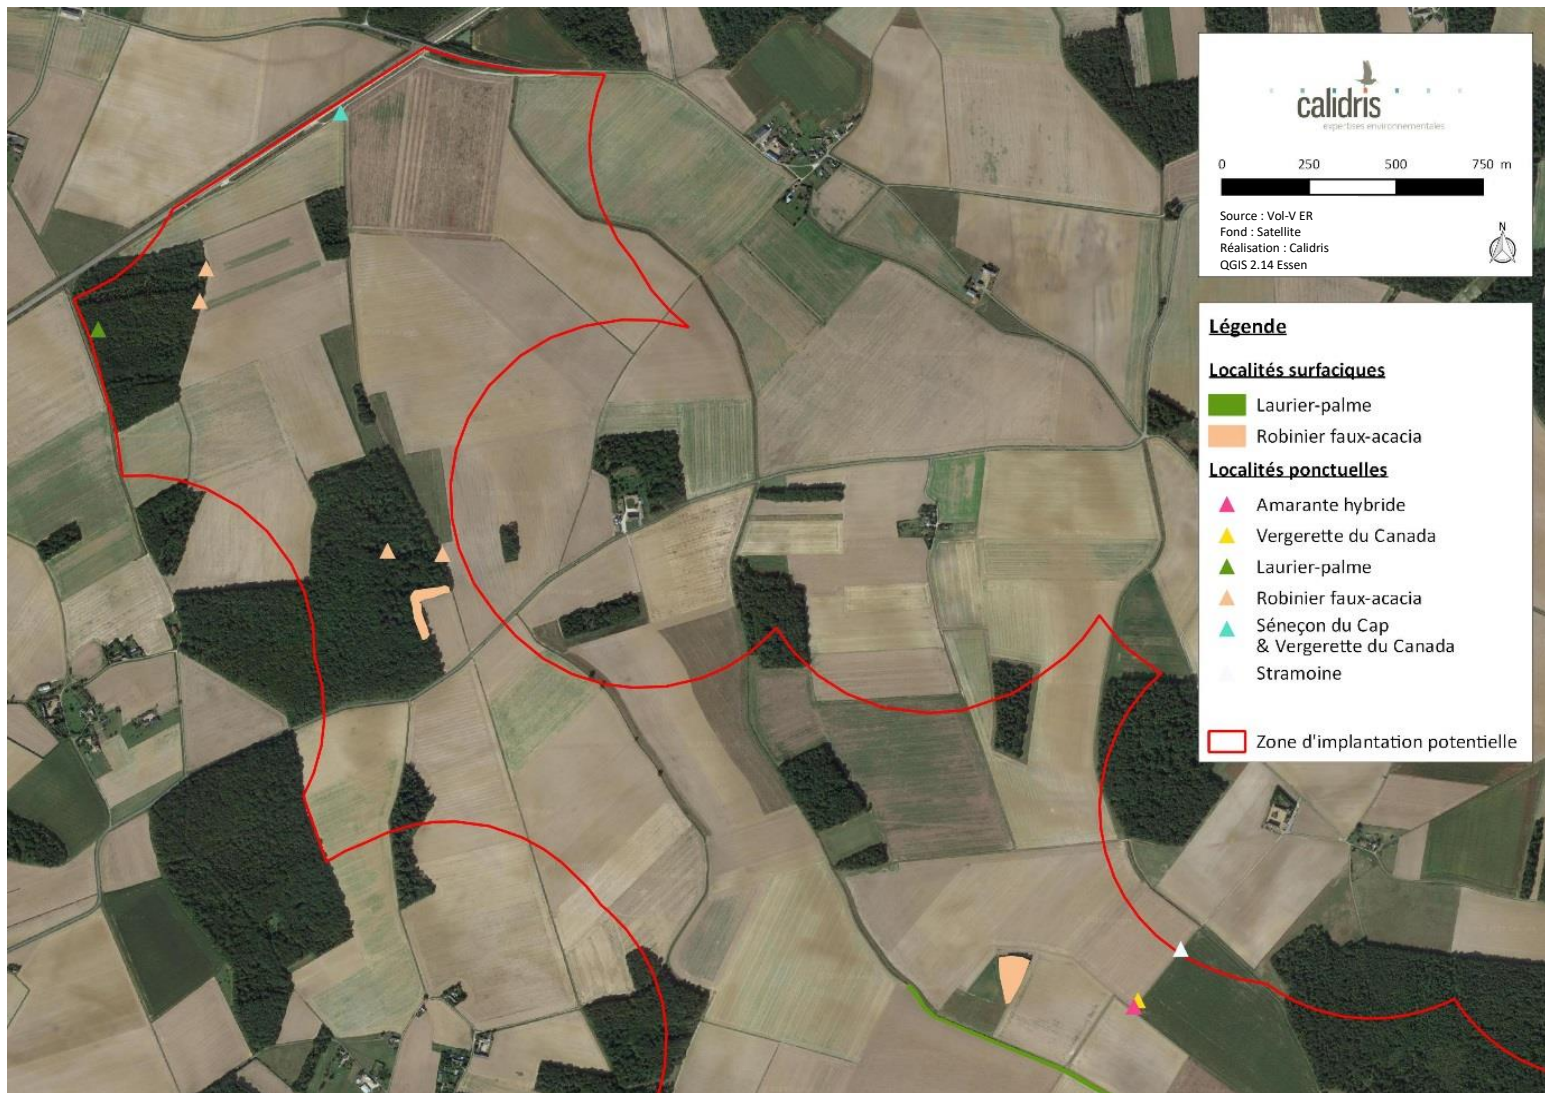 calidris
expertises environnementales
0 250 500 750 m
Source : Vol-V ER
Fond : Satellite
Réalisation : Calidris
QGIS 2.14 Essen
N
Légende
Localités surfaciques
Laurier-palme
Robinier faux-acacia
Localités ponctuelles
Amarante hybride
Vergerette du Canada
Laurier-palme
Robinier faux-acacia
Séneçon du Cap
& Vergerette du Canada
Stramoine
Zone d'implantation potentielle